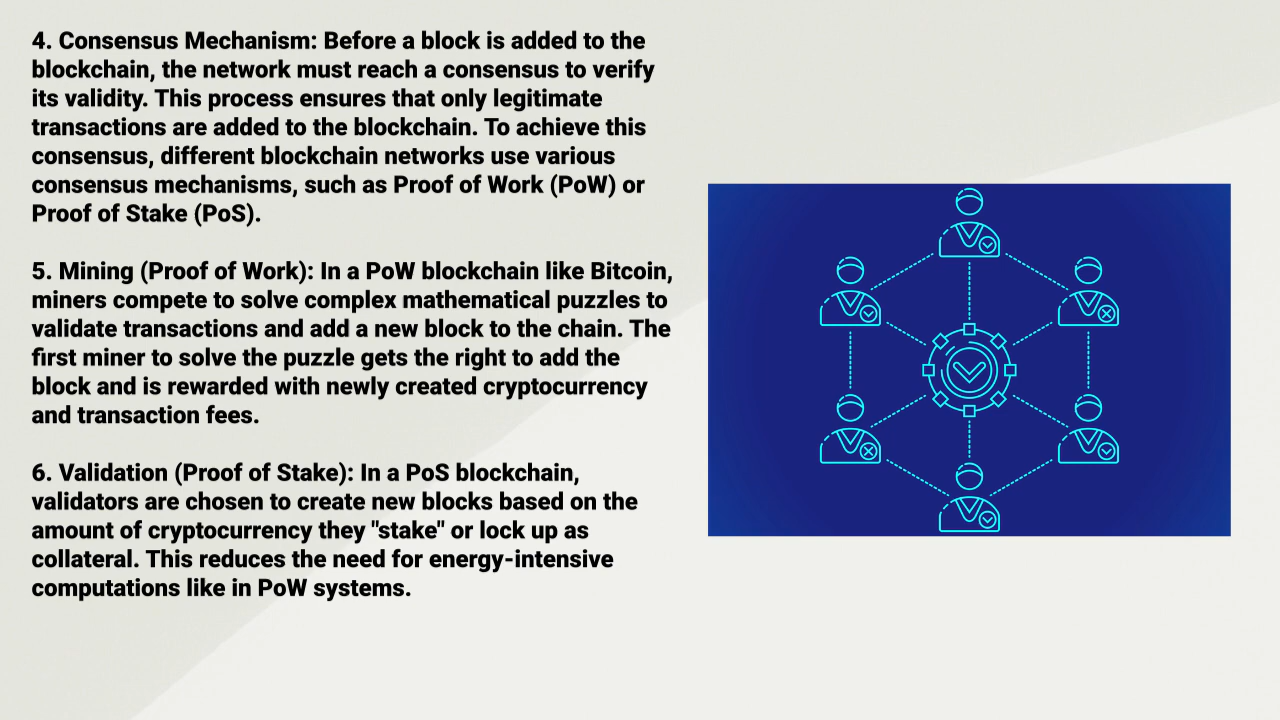 4. Consensus Mechanism: Before a block is added to the
blockchain, the network must reach a consensus to verify
its validity. This process ensures that only legitimate
transactions are added to the blockchain. To achieve this
consensus, different blockchain networks use various
consensus mechanisms, such as Proof of Work (PoW) or
Proof of Stake (PoS).
5. Mining (Proof of Work): In a PoW blockchain like Bitcoin,
miners compete to solve complex mathematical puzzles to
validate transactions and add a new block to the chain. The
first miner to solve the puzzle gets the right to add the
block and is rewarded with newly created cryptocurrency
and transaction fees.
6. Validation (Proof of Stake): In a PoS blockchain,
validators are chosen to create new blocks based on the
amount of cryptocurrency they "stake" or lock up as
collateral. This reduces the need for energy-intensive
computations like in PoW systems.